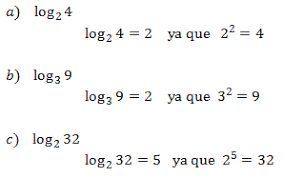 a) log₂ 4
log₂ 4 = 2 ya que 2² = 4
b) log₃ 9
log₃ 9 = 2 ya que 3² = 9
c) log₂ 32
log₂ 32 = 5 ya que 2⁵ = 32